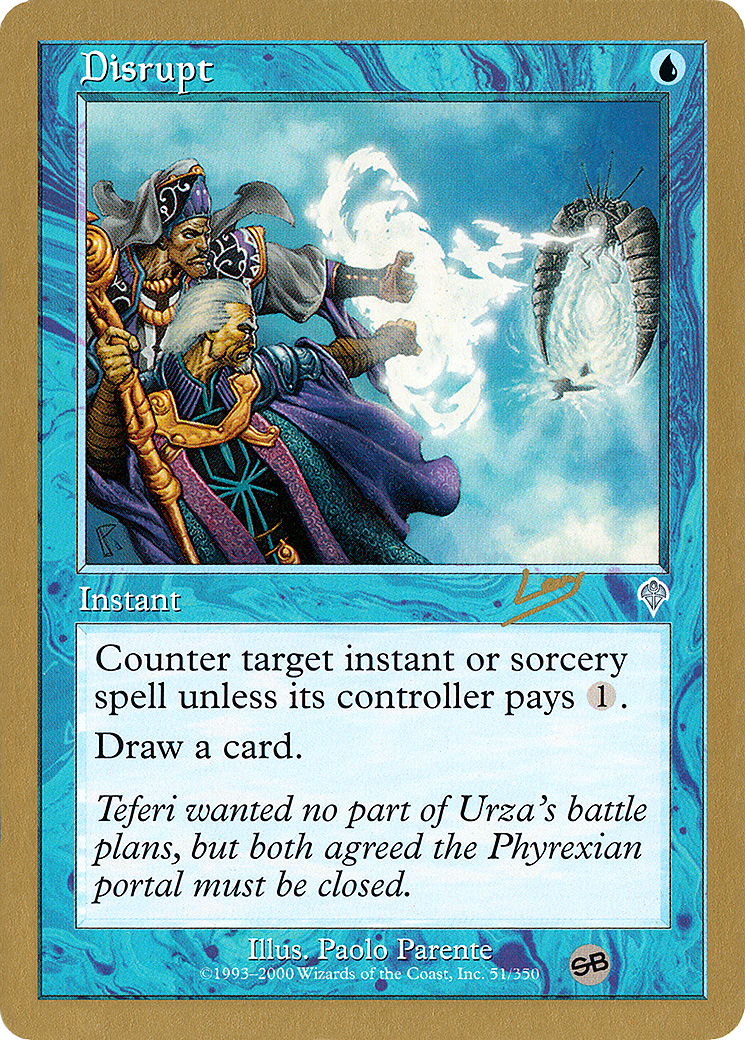 Disrupt
Instant
Counter target instant or sorcery
spell unless its controller pays 1.
Draw a card.
Teferi wanted no part of Urza's battle
plans, but both agreed the Phyrexian
portal must be closed.
Illus. Paolo Parente
©1993–2000 Wizards of the Coast, Inc. 51/350
SB